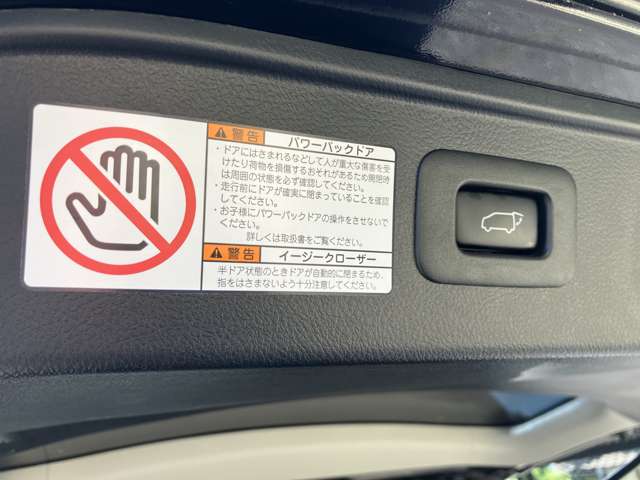 警告 パワーバックドア
・ドアにはさまれるなどして人が重大な傷害を受
けたり荷物を損傷するおそれがあるため開閉時
は周囲の状態を必ず確認してください。
・走行前にドアが確実に閉まっていることを確認
してください。
・お子様にパワーバックドアの操作をさせないで
ください。
詳しくは取扱書をご覧ください。
警告 イージークローザー
半ドア状態のときドアが自動的に閉まるため、
指をはさまないよう十分注意してください。